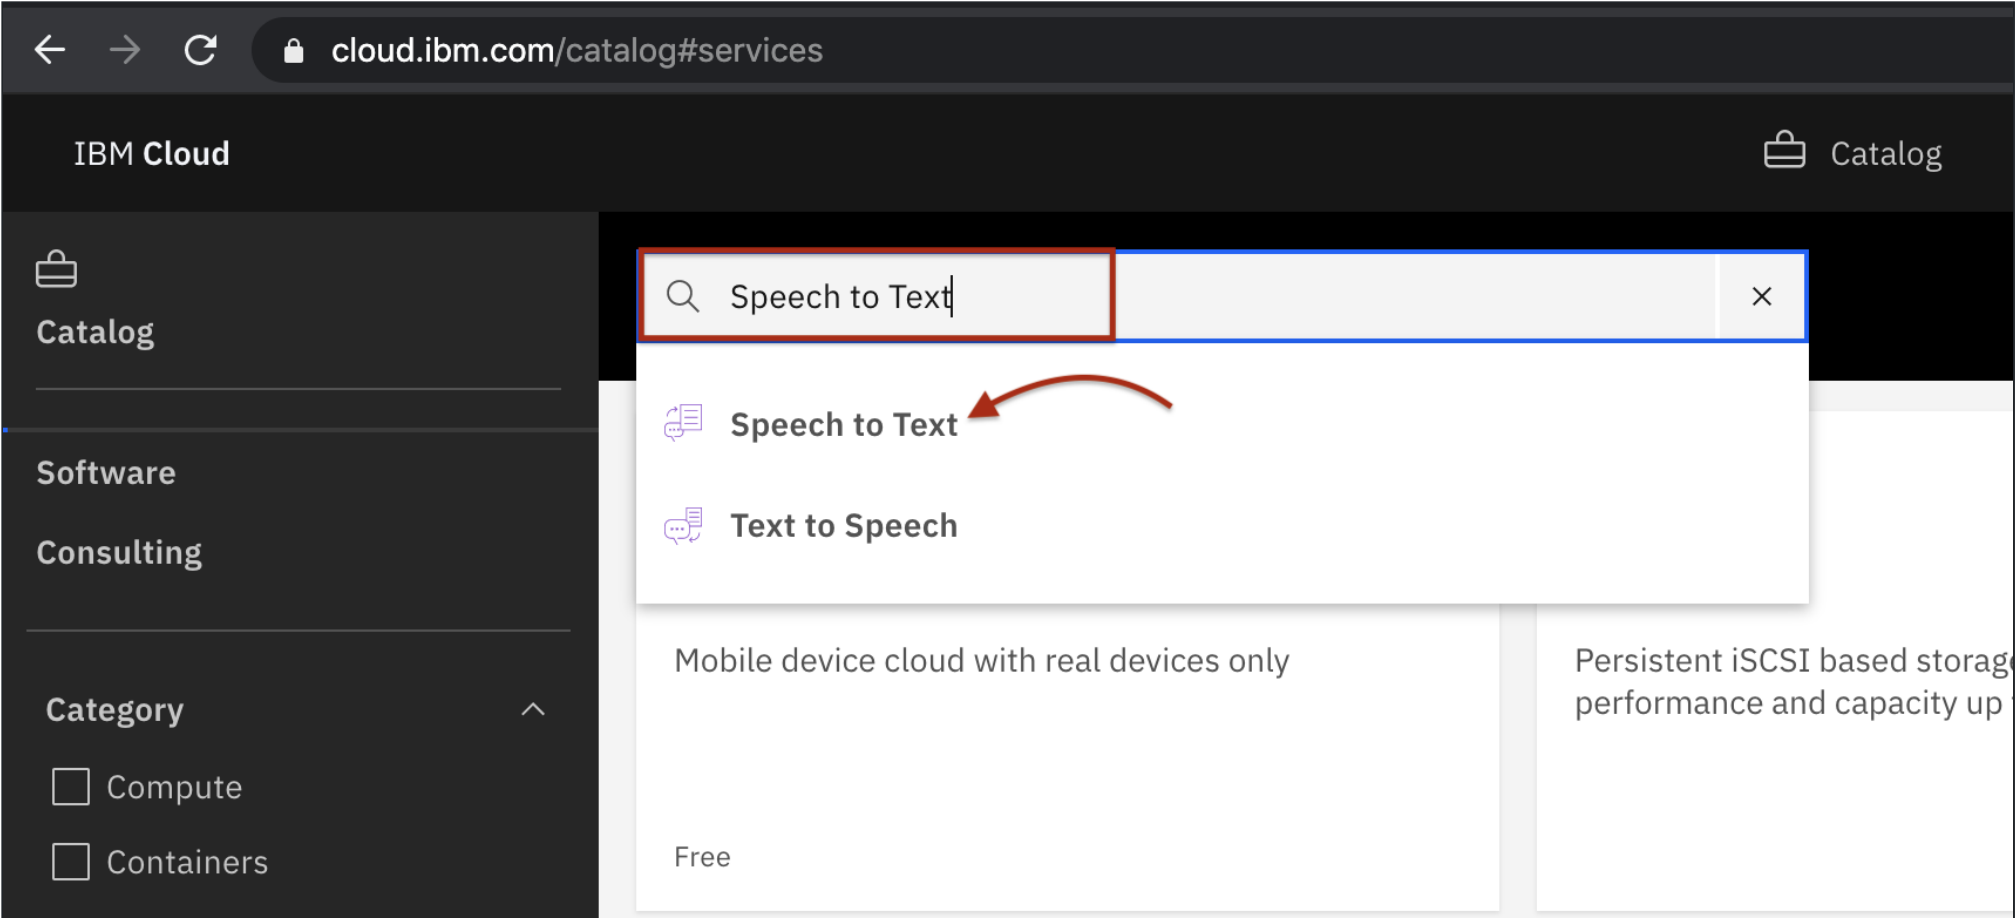 cloud.ibm.com/catalog#services
IBM Cloud
Catalog
Catalog
Software
Consulting
Category
Compute
Containers
Speech to Text
Speech to Text
Text to Speech
Mobile device cloud with real devices only
Free
Persistent iSCSI based storage
performance and capacity up